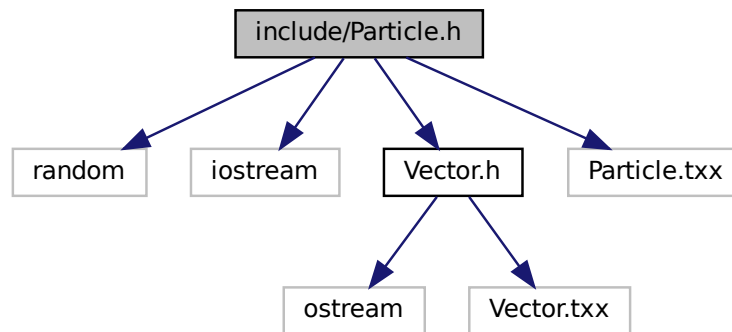 include/Particle.h
random
iostream
Vector.h
Particle.txx
ostream
Vector.txx